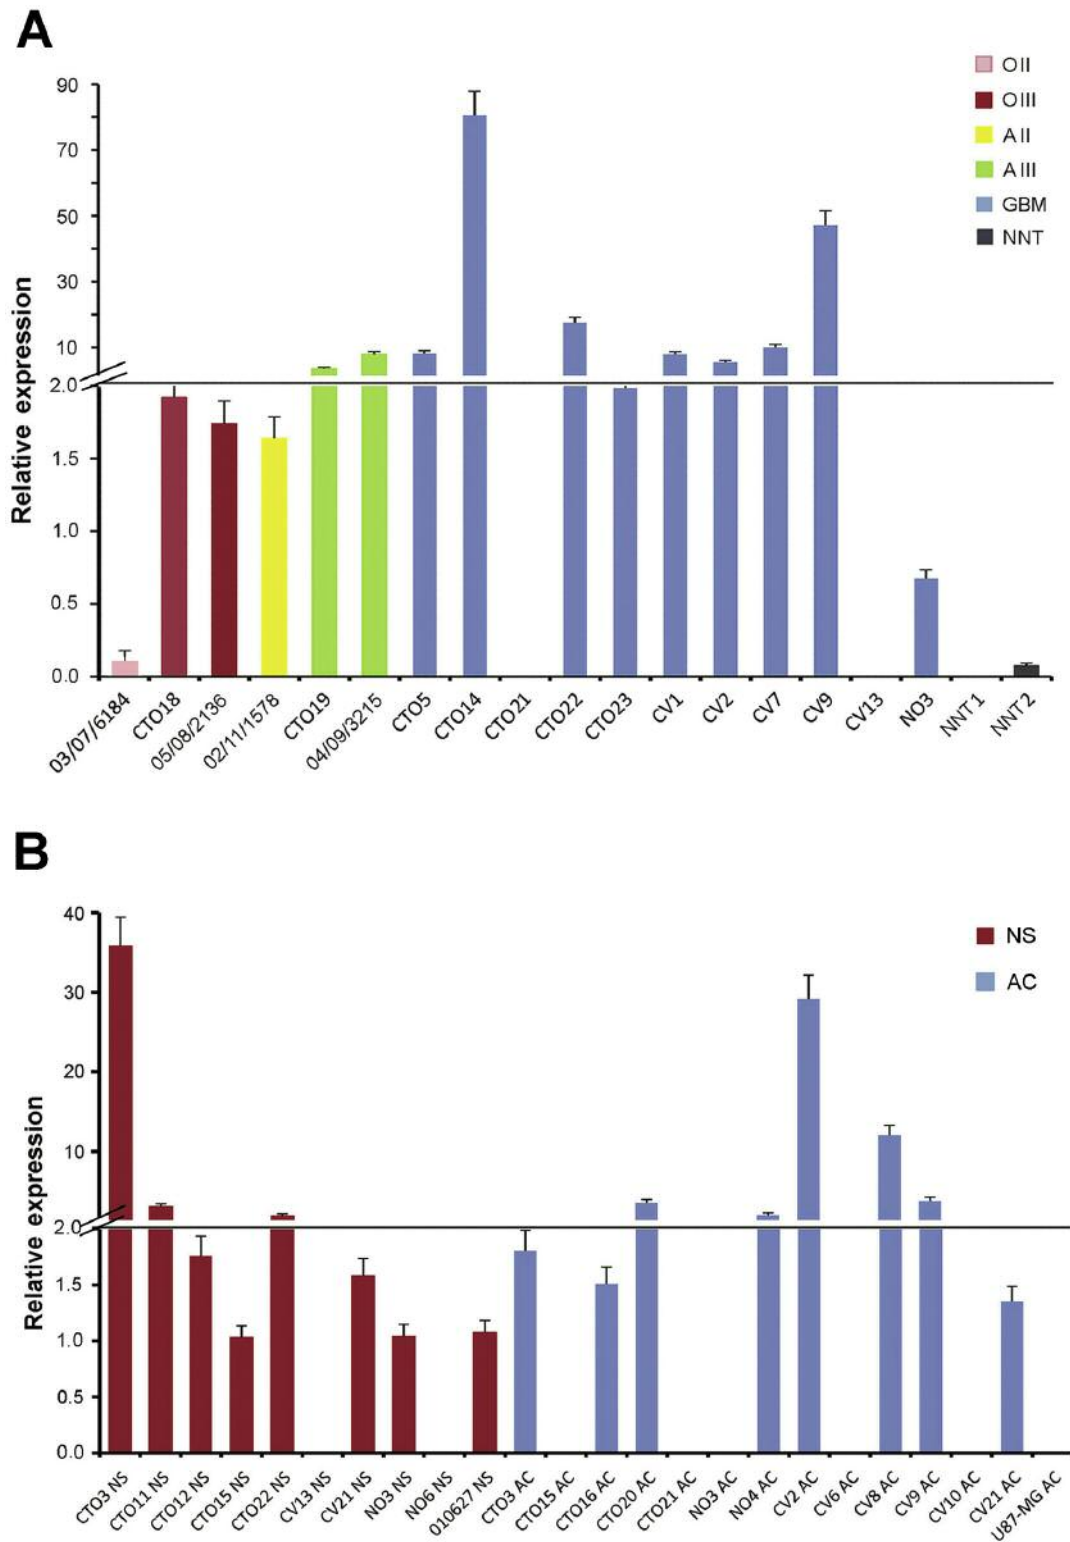 A
OII
OIII
AII
AIII
GBM
NNT
Relative expression
90
70
50
30
10
2.0
1.5
1.0
0.5
0.0
03/07/6184
CTO18
05/08/2136
02/11/1578
CTO19
04/09/3215
CTO5
CTO14
CTO21
CTO22
CTO23
CV1
CV2
CV7
CV9
CV13
NO3
NNT1
NNT2
B
NS
AC
Relative expression
40
30
20
10
2.0
1.5
1.0
0.5
0.0
CTO3 NS
CTO11 NS
CTO12 NS
CTO15 NS
CTO22 NS
CV13 NS
CV21 NS
NO3 NS
NO6 NS
010627 NS
CTO3 AC
CTO15 AC
CTO16 AC
CTO20 AC
CTO21 AC
NO3 AC
NO4 AC
CV2 AC
CV6 AC
CV8 AC
CV9 AC
CV10 AC
CV21 AC
U87-MG AC